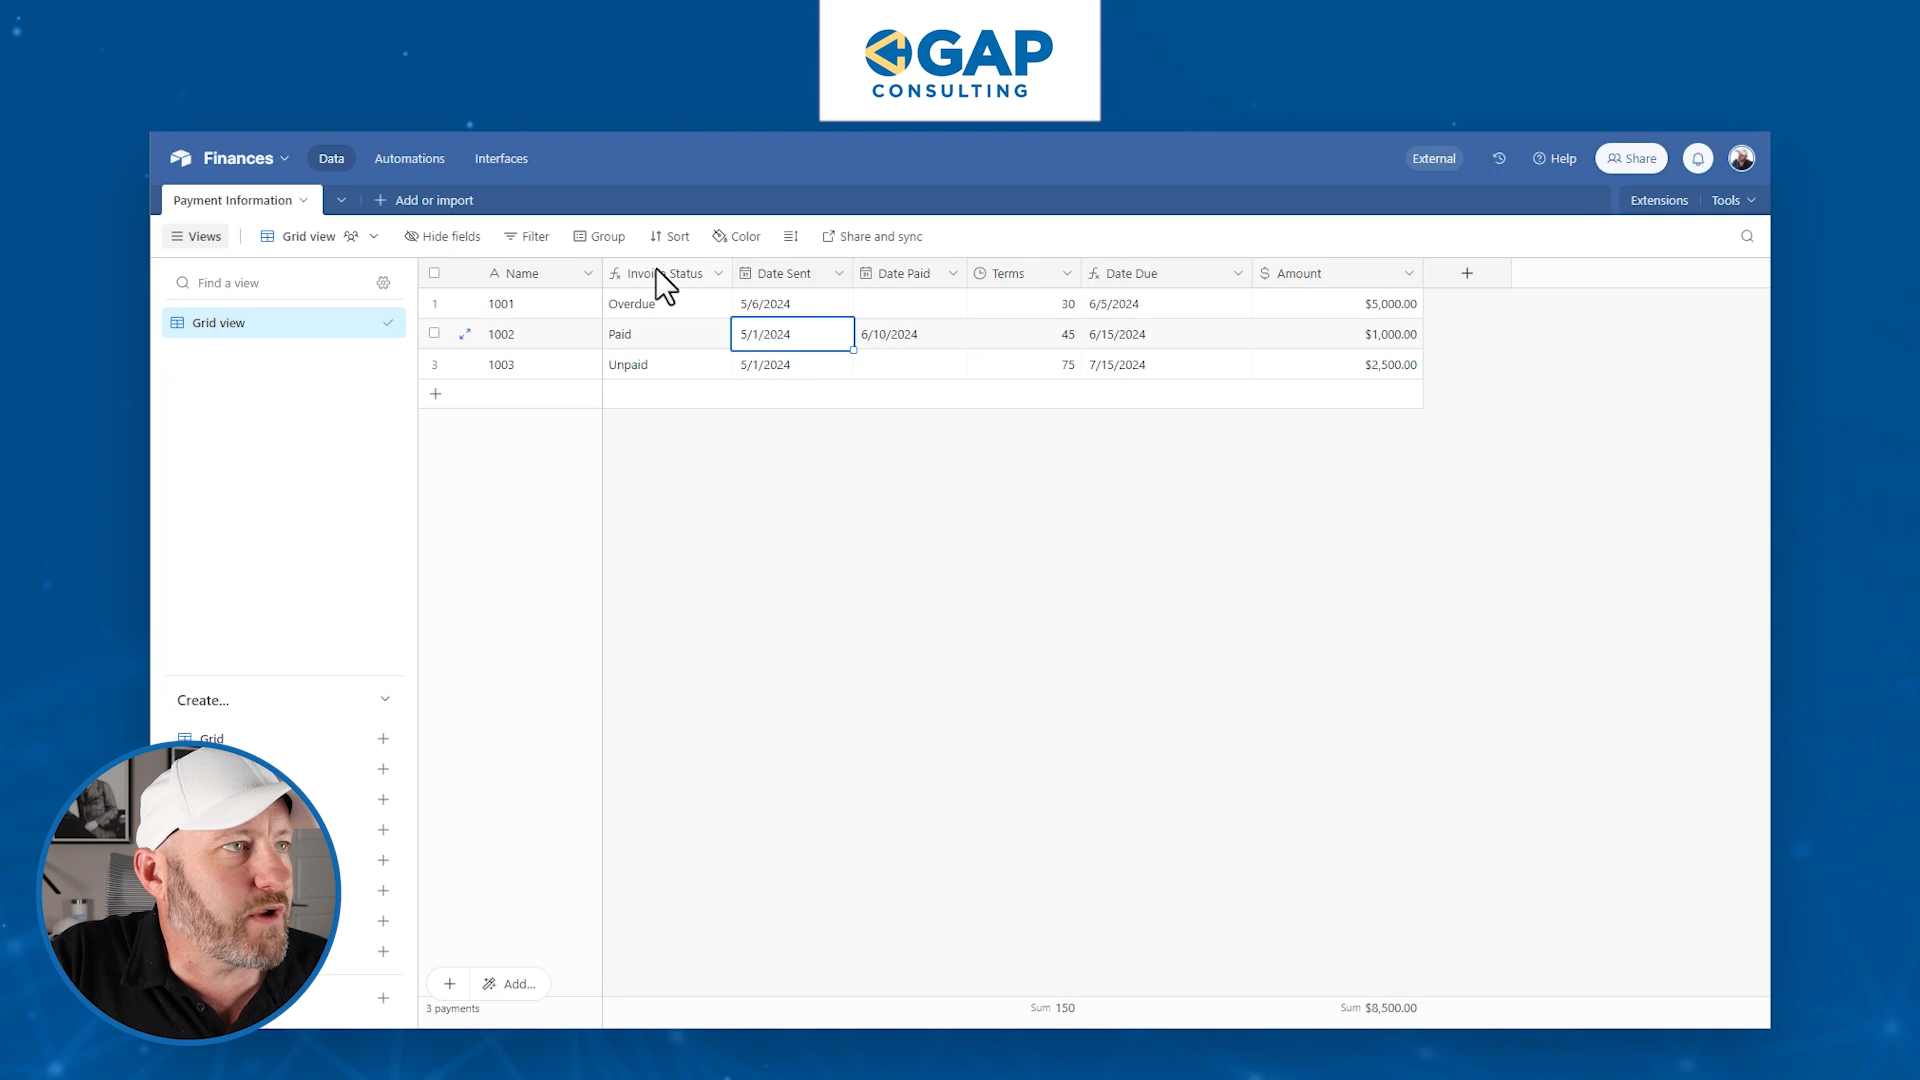 GAP
CONSULTING
Finances
Data
Automations
Interfaces
External
Help
Share
Payment Information
Add or import
Extensions
Tools
Views
Grid view
Hide fields
Filter
Group
Sort
Color
Share and sync
Find a view
Grid view
Name
Status
Date Sent
Date Paid
Terms
Date Due
$ Amount
1 1001 Overdue 5/6/2024 30 6/5/2024 $5,000.00
1002 Paid 5/1/2024 6/10/2024 45 6/15/2024 $1,000.00
3 1003 Unpaid 5/1/2024 75 7/15/2024 $2,500.00
Create...
Grid
Add...
3 payments
Sum 150
Sum $8,500.00